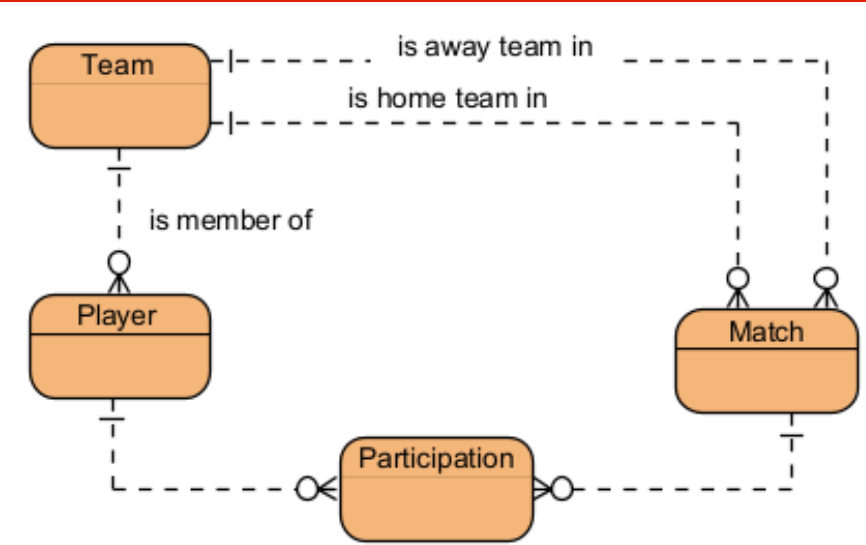 is away team in
Team
is home team in
is member of
Player
Match
Participation